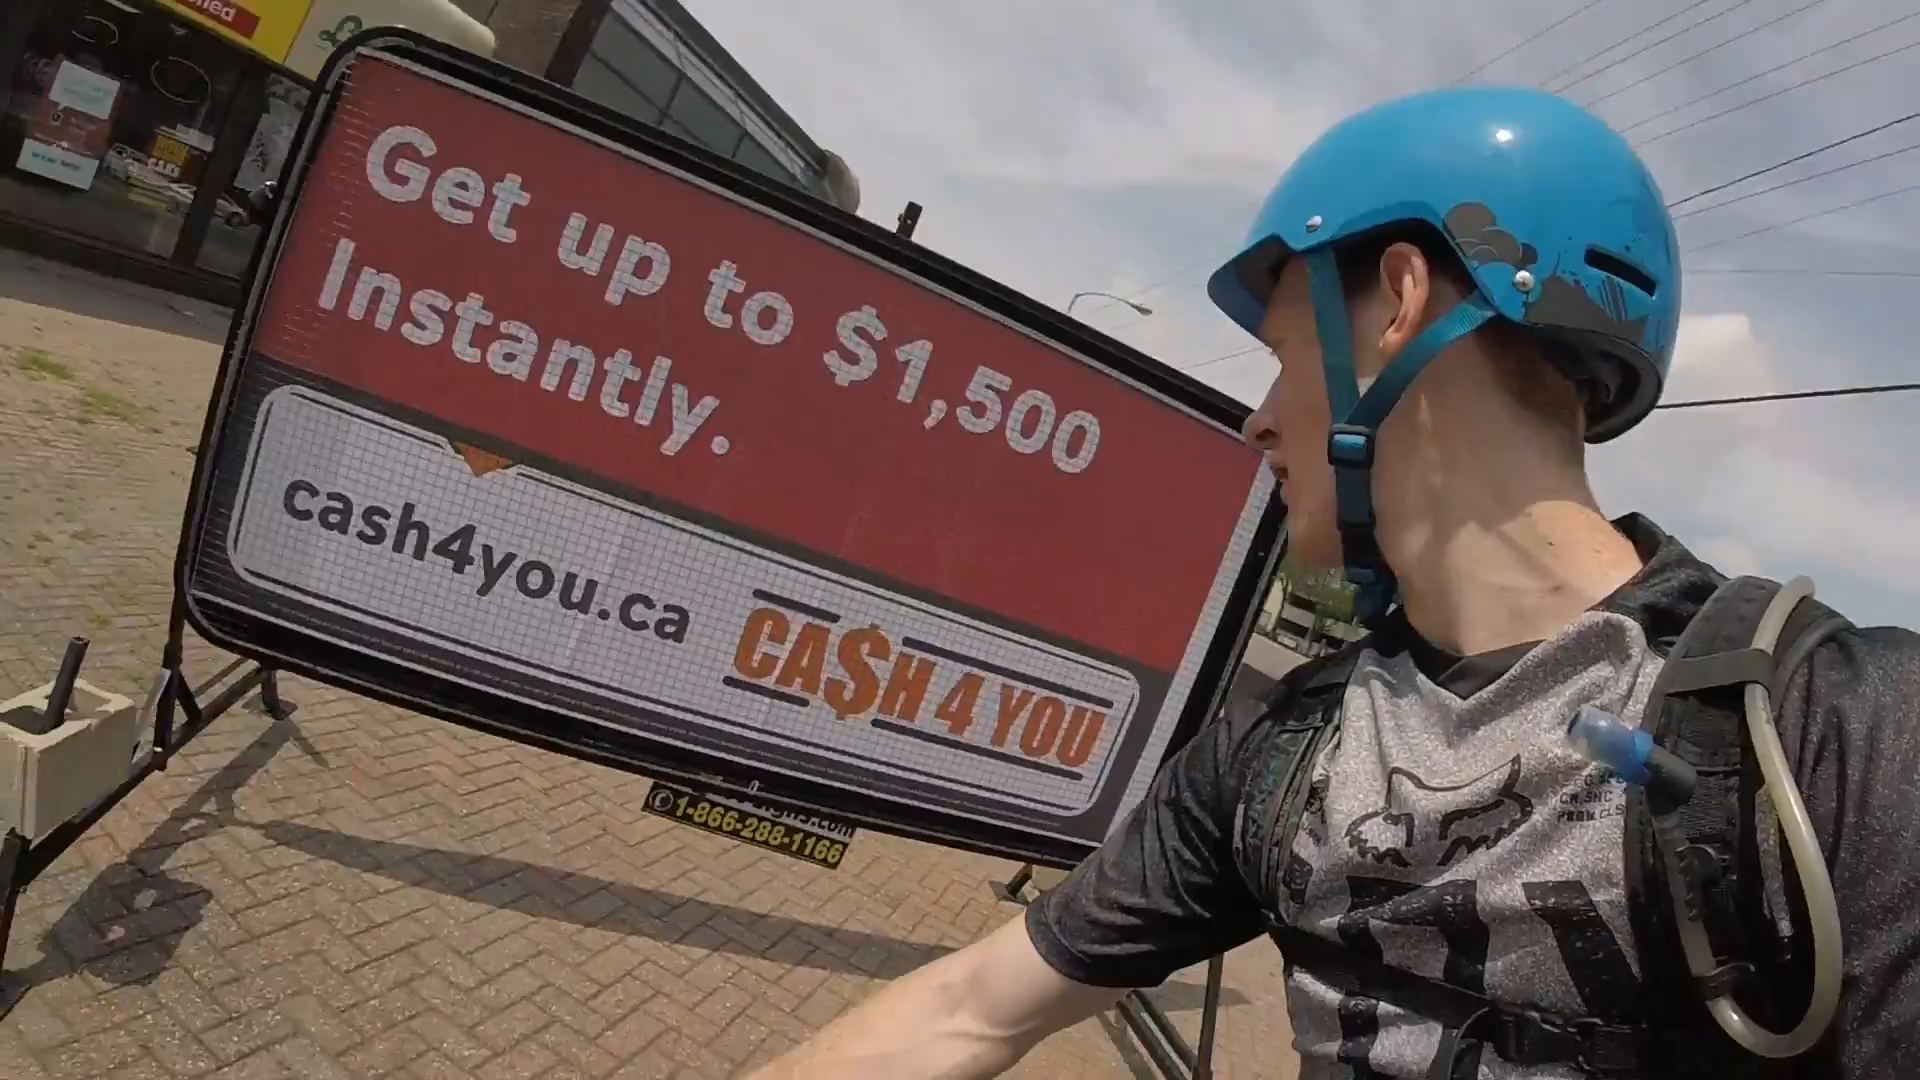 Get up to $1,500
Instantly.
cash4you.ca
CA$H 4 YOU
1-866-288-1166